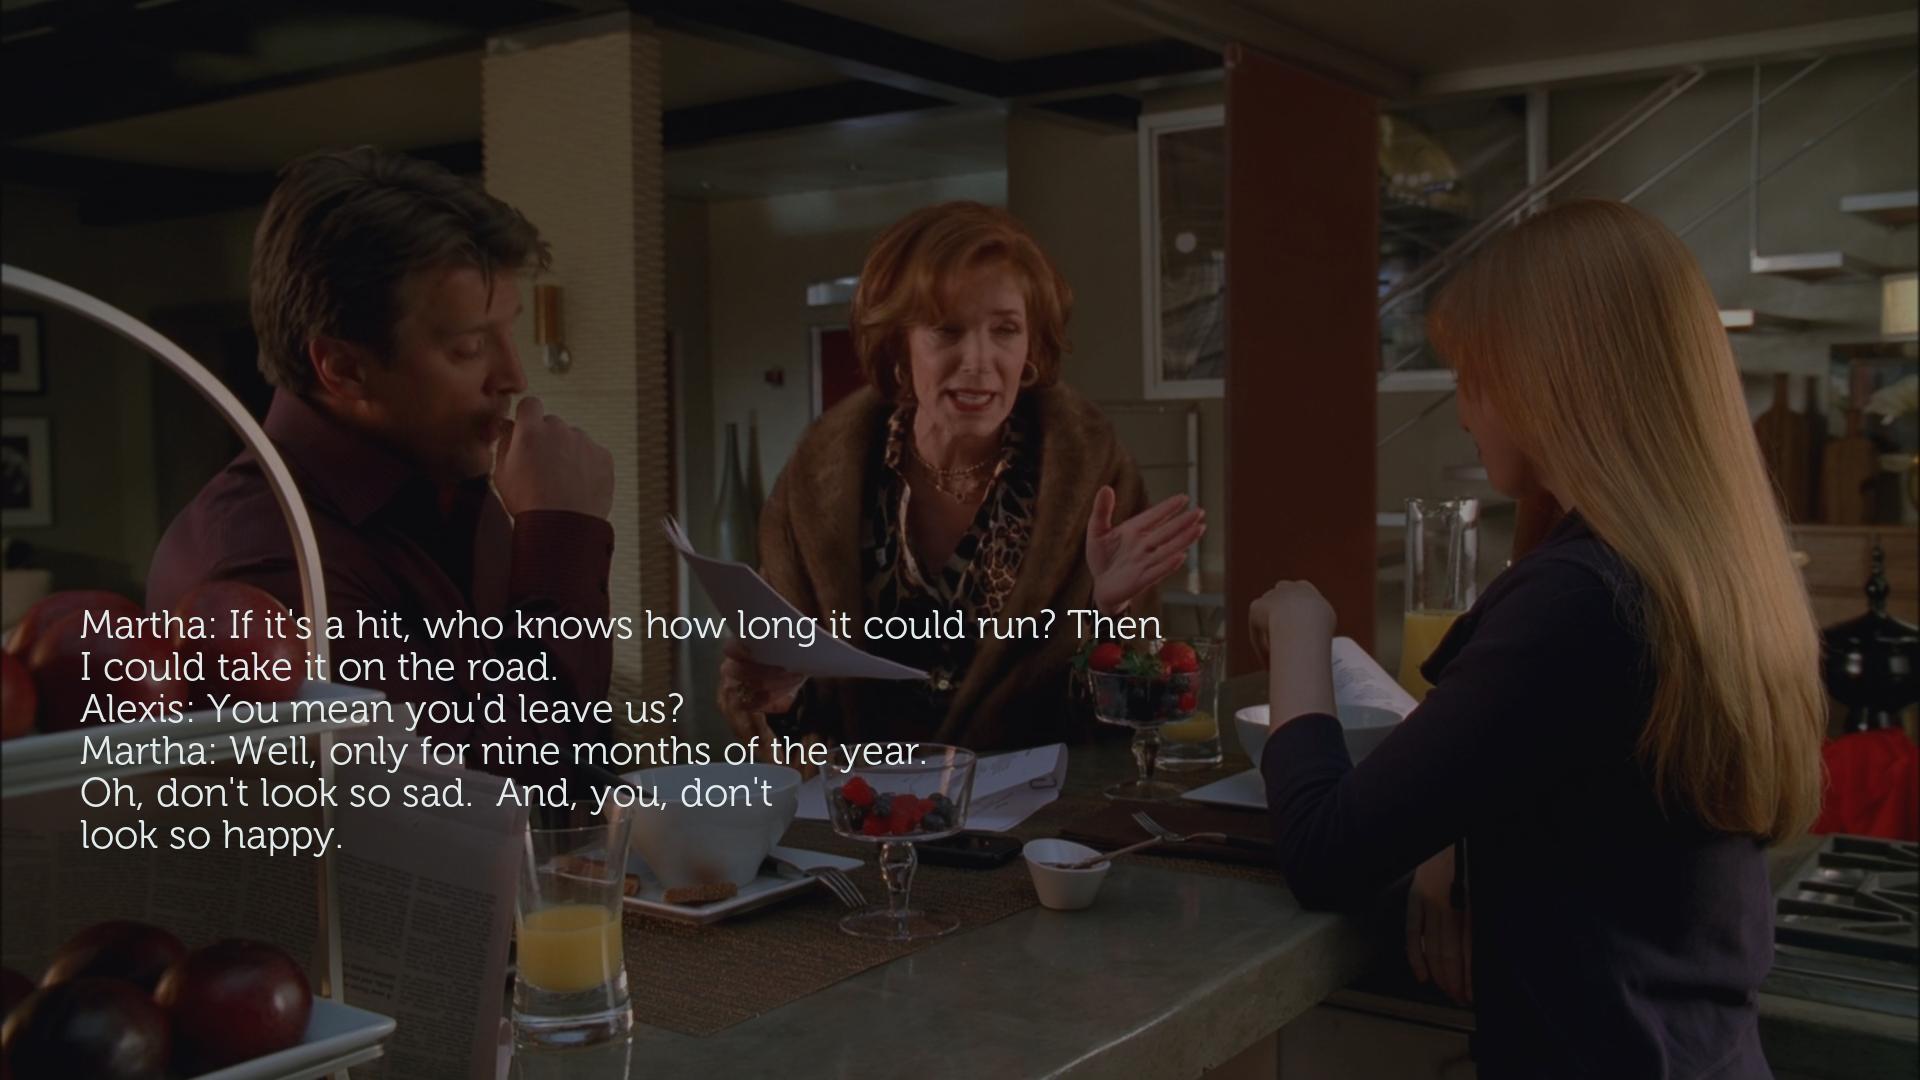 Martha: If it's a hit, who knows how long it could run? Then
I could take it on the road.
Alexis: You mean you'd leave us?
Martha: Well, only for nine months of the year.
Oh, don't look so sad.  And, you, don't
look so happy.